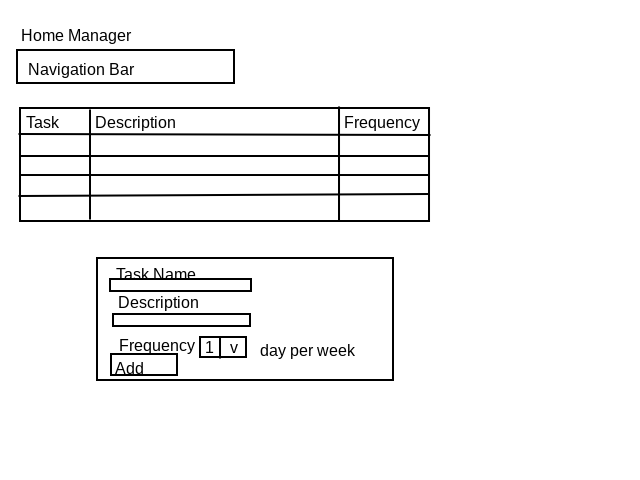 Home Manager
Navigation Bar
Task Description Frequency
Task Name
Description
Frequency 1 v day per week
Add